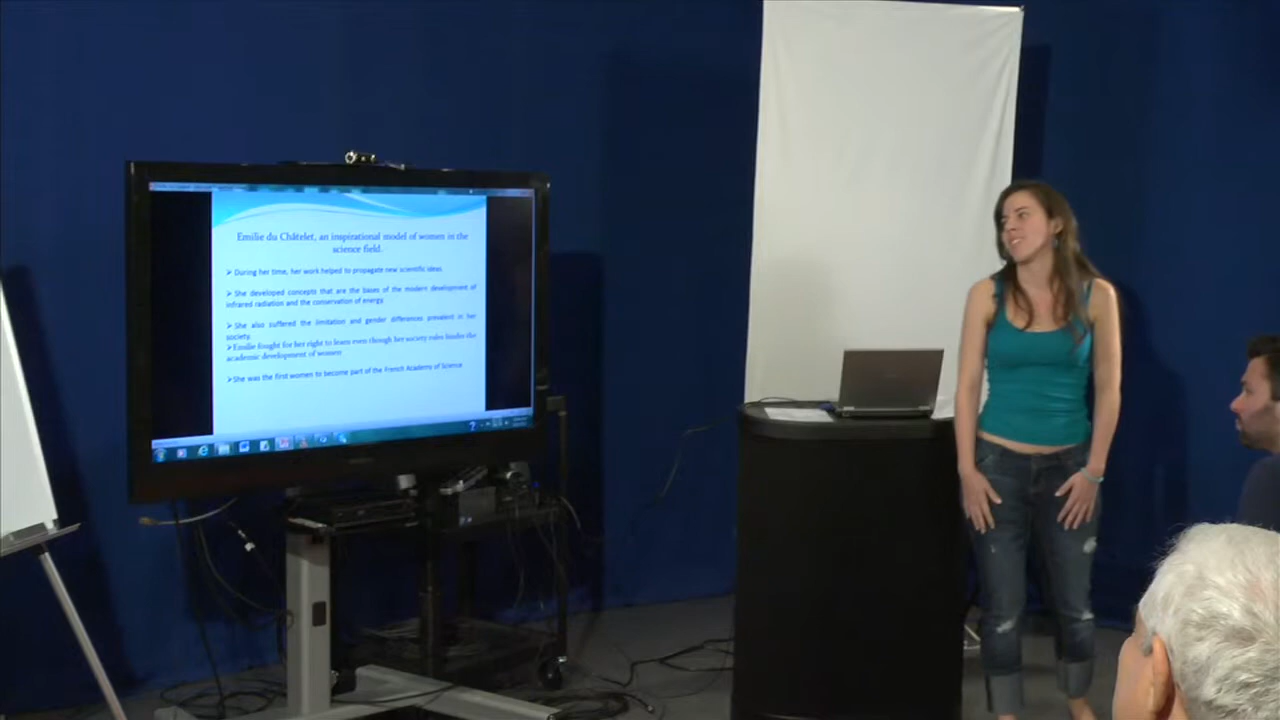 Emilie du Châtelet, an inspirational model of women in the
science field.
➢ During her time, her work helped to propagate new scientific ideas.
➢ She developed concepts that are the bases of the modern development of
infrared radiation and the conservation of energy.
➢ She also suffered the limitation and gender differences prevalent in her
society.
➢ Emilie fought for her right to learn even though her society rules hinder the
academic development of women
➢ She was the first women to become part of the French Academy of Science